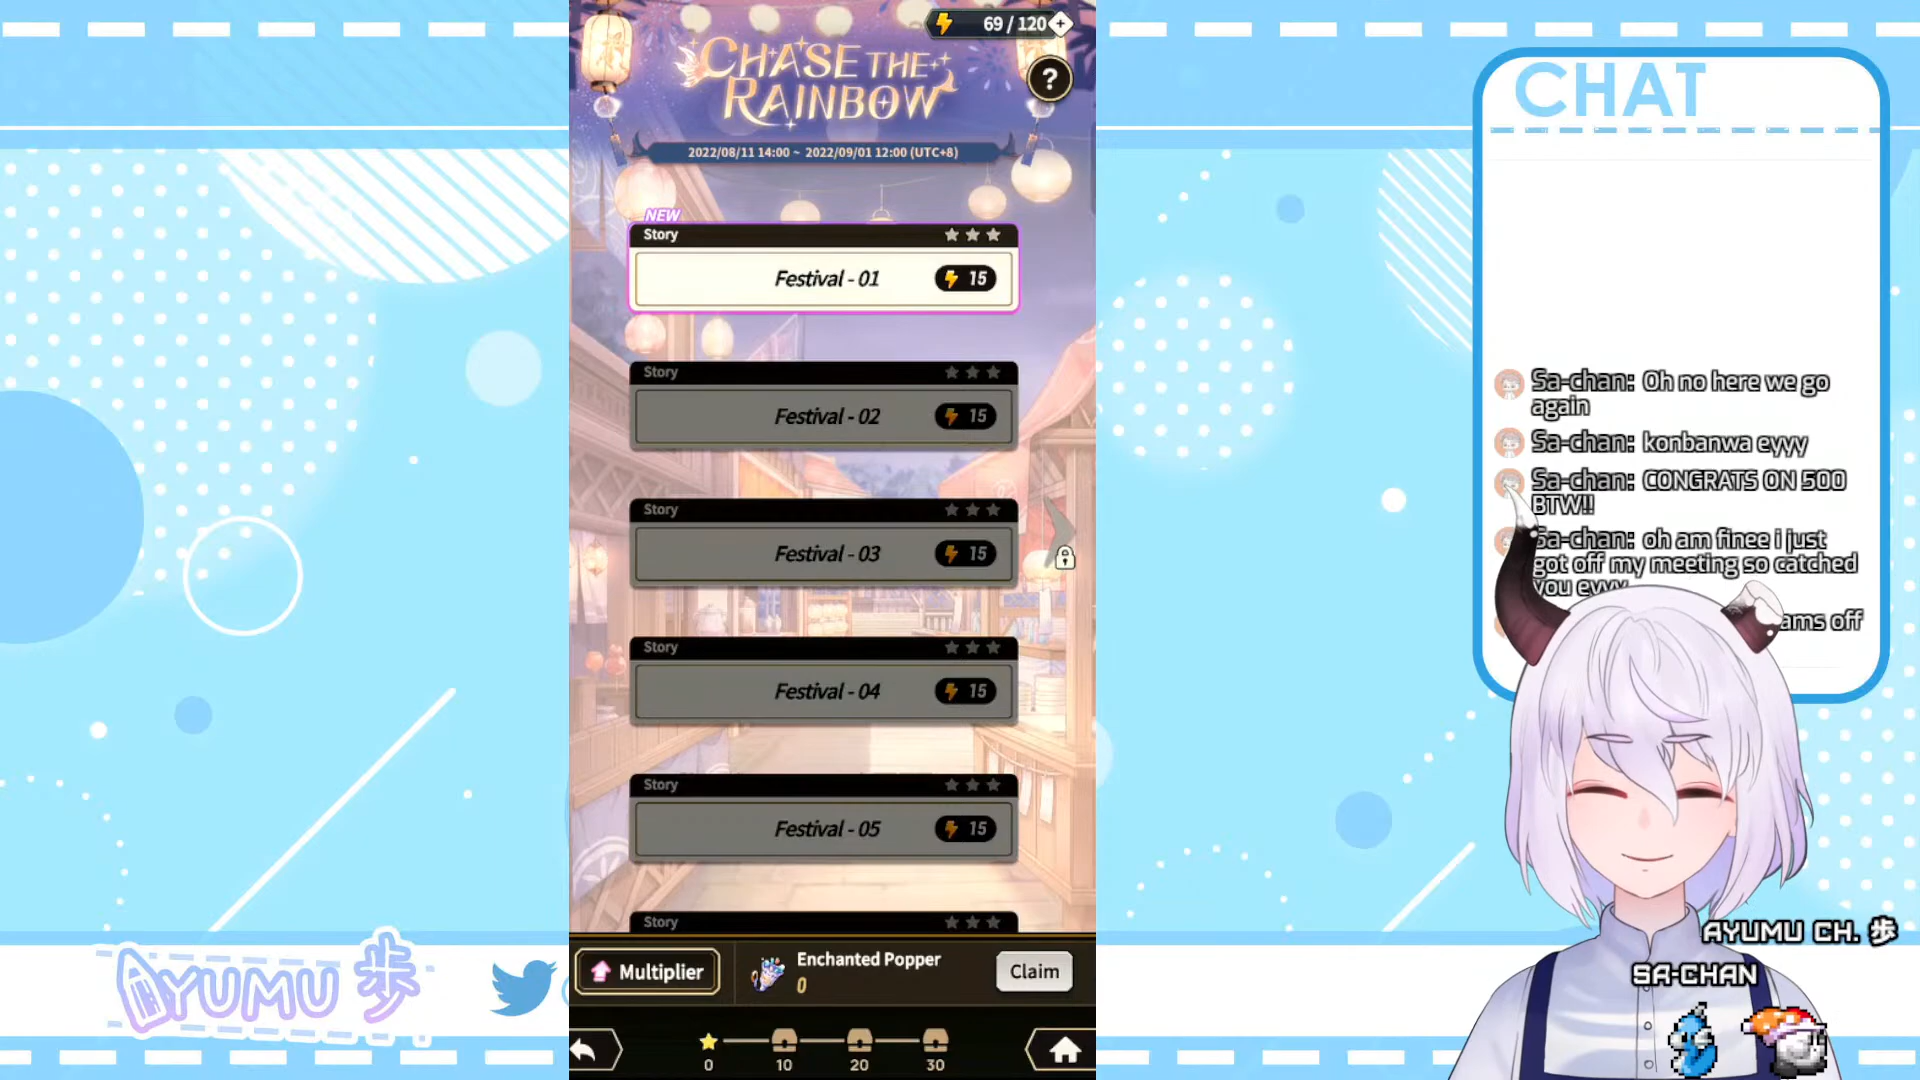 69 / 120
CHASE THE
RAINBOW
?
2022/08/11 14:00 ~ 2022/09/01 12:00 (UTC+8)
NEW
Story
Festival - 01
15
Story
Festival - 02
15
Story
Festival - 03
15
Story
Festival - 04
15
Story
Festival - 05
15
Story
Multiplier
Enchanted Popper
0
Claim
0
10
20
30
CHAT
Sa-chan: Oh no here we go
again
Sa-chan: konbanwa eyyy
Sa-chan: CONGRATS ON 500
BTW!!
Sa-chan: oh am finee i just
got off my meeting so catched
you eyyy
ams off
AYUMU CH. 歩
SA-CHAN
AYUMU 歩